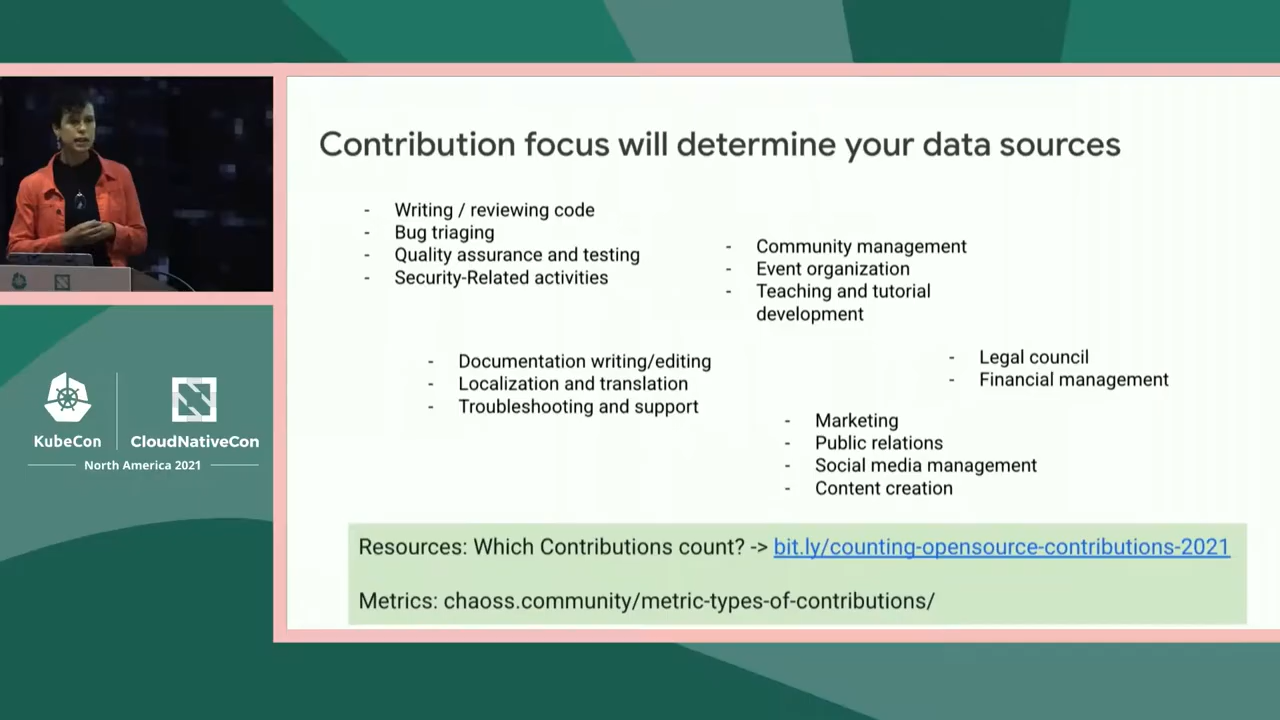 Contribution focus will determine your data sources
- Writing / reviewing code
- Bug triaging
- Quality assurance and testing
- Security-Related activities
- Community management
- Event organization
- Teaching and tutorial
development
- Documentation writing/editing
- Localization and translation
- Troubleshooting and support
- Legal council
- Financial management
- Marketing
- Public relations
- Social media management
- Content creation
Resources: Which Contributions count? -> bit.ly/counting-opensource-contributions-2021
Metrics: chaoss.community/metric-types-of-contributions/
KubeCon
CloudNativeCon
North America 2021